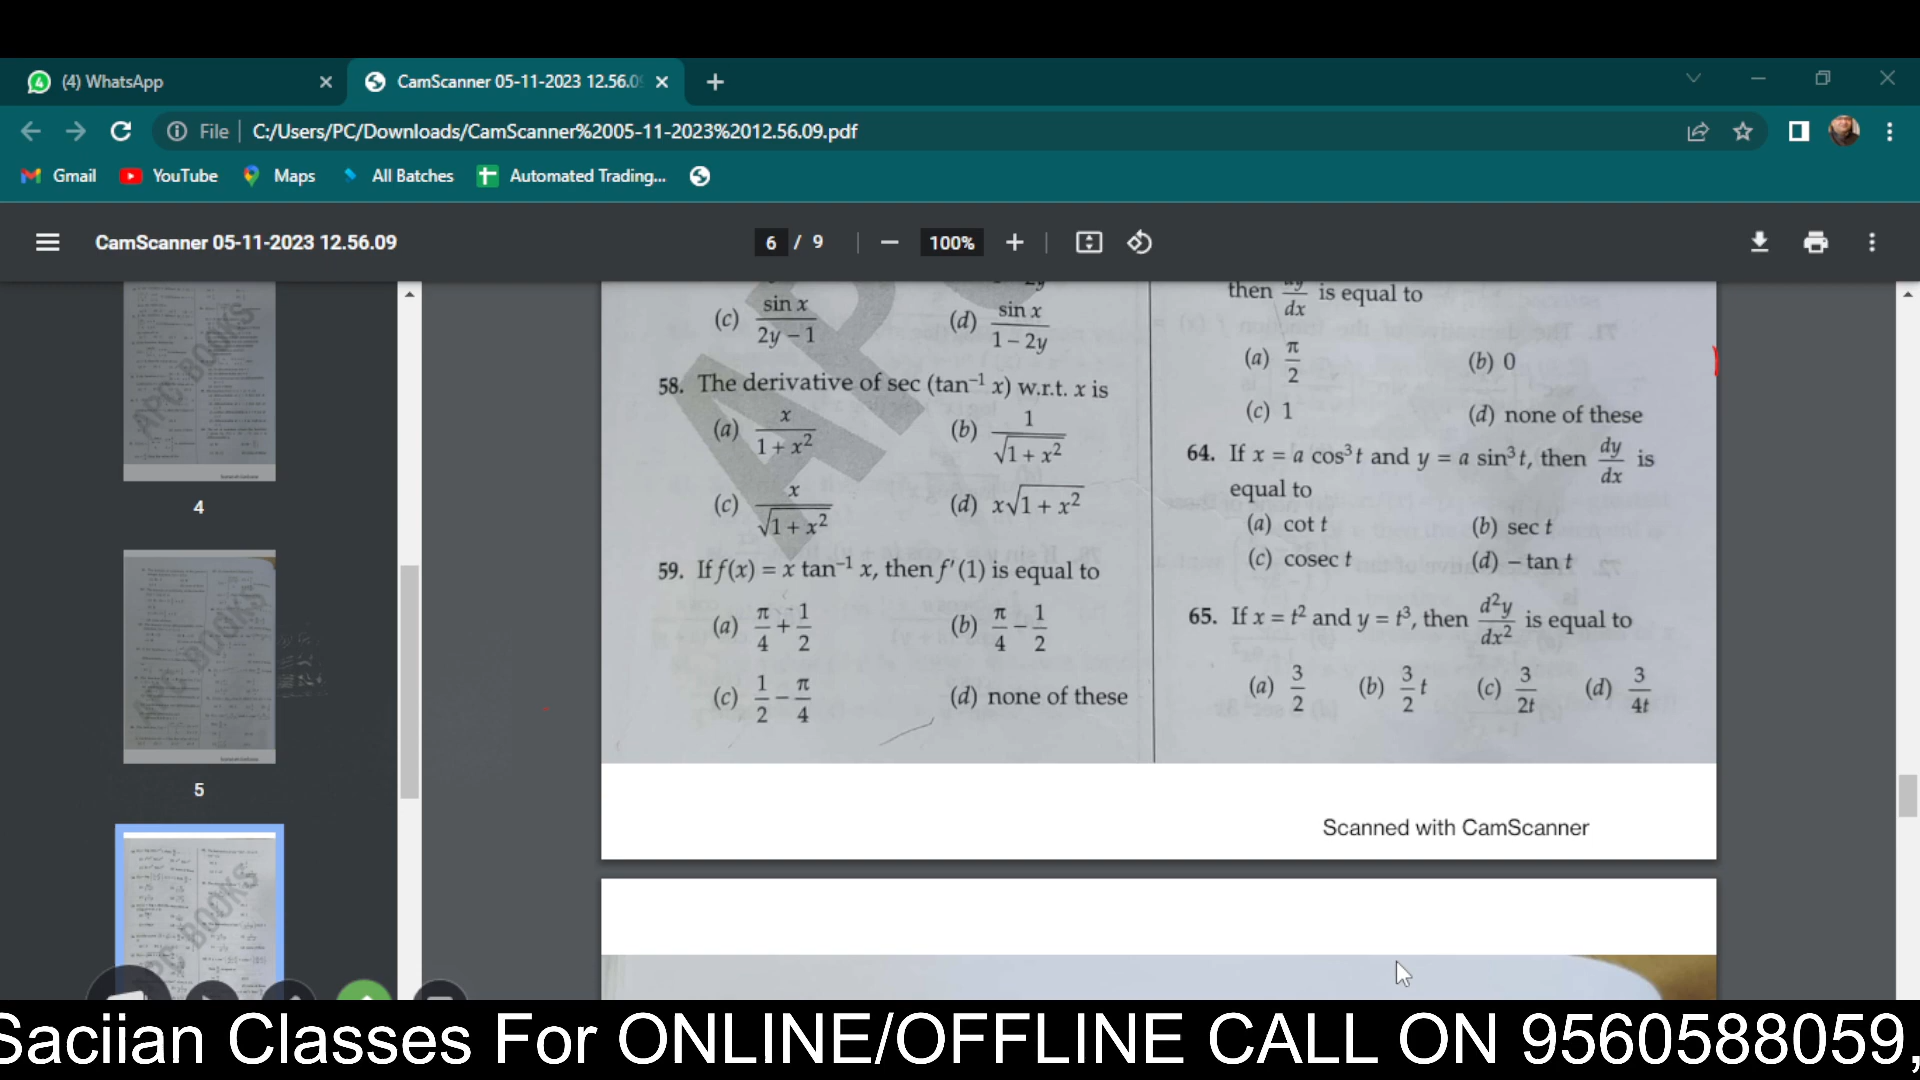 (4) WhatsApp
CamScanner 05-11-2023 12.56.0
File
C:/Users/PC/Downloads/CamScanner%2005-11-2023%2012.56.09.pdf
Gmail
YouTube
Maps
All Batches
Automated Trading...
CamScanner 05-11-2023 12.56.09
6 / 9
100%
4
5
APC BOOKS
(c) sin x / 2y – 1 (d) sin x / 1 – 2y
58. The derivative of sec (tan⁻¹ x) w.r.t. x is
(a) x / 1 + x² (b) 1 / √1 + x²
(c) x / √1 + x² (d) x√1 + x²
59. If f(x) = x tan⁻¹ x, then f′(1) is equal to
(a) π/4 + 1/2 (b) π/4 – 1/2
(c) 1/2 – π/4 (d) none of these
then dy/dx is equal to
(a) π/2 (b) 0
(c) 1 (d) none of these
64. If x = a cos³t and y = a sin³t, then dy/dx is
equal to
(a) cot t (b) sec t
(c) cosec t (d) – tan t
65. If x = t² and y = t³, then d²y/dx² is equal to
(a) 3/2 (b) 3/2 t (c) 3/2t (d) 3/4t
Scanned with CamScanner
Saciian Classes For ONLINE/OFFLINE CALL ON 9560588059,